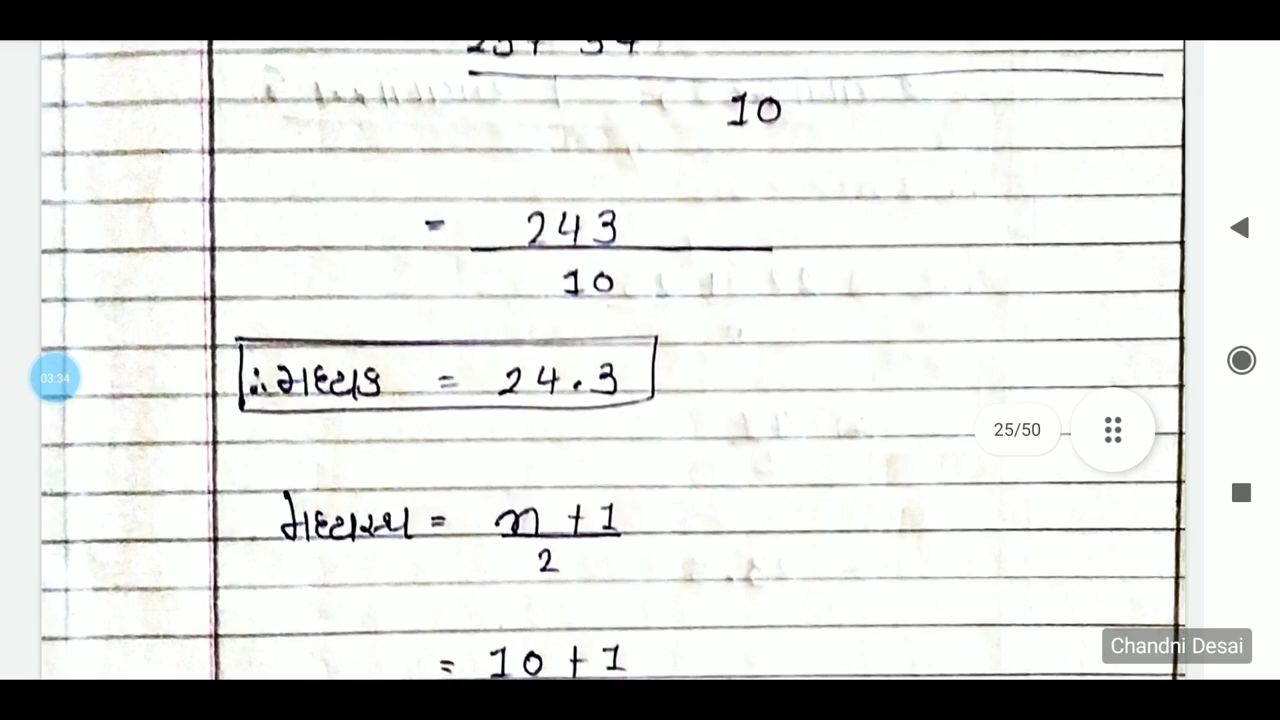 10
= 243
10
∴ મધ્યક = 24.3
મધ્યસ્થ = n + 1
2
= 10 + 1
03:34
25/50
Chandni Desai